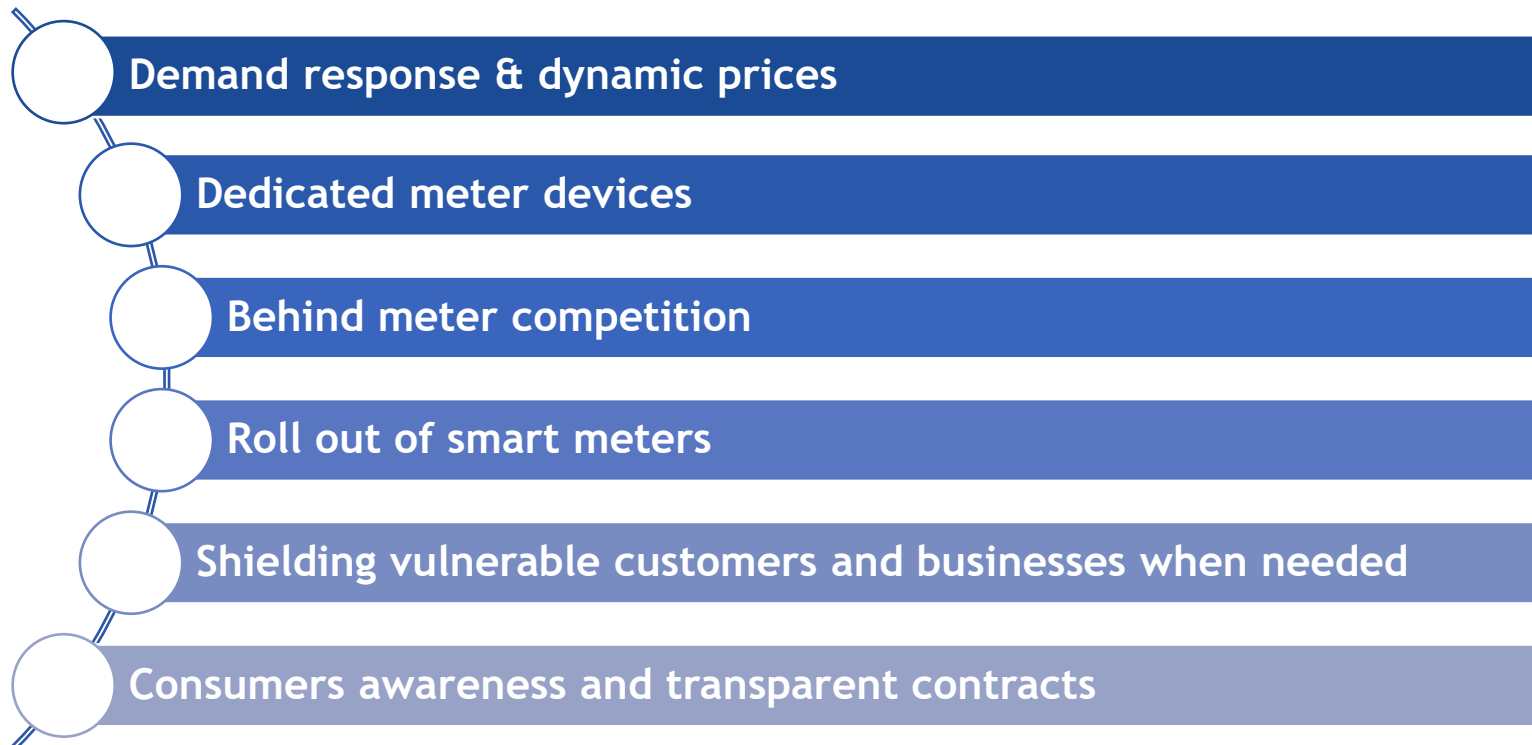 Demand response & dynamic prices
Dedicated meter devices
Behind meter competition
Roll out of smart meters
Shielding vulnerable customers and businesses when needed
Consumers awareness and transparent contracts